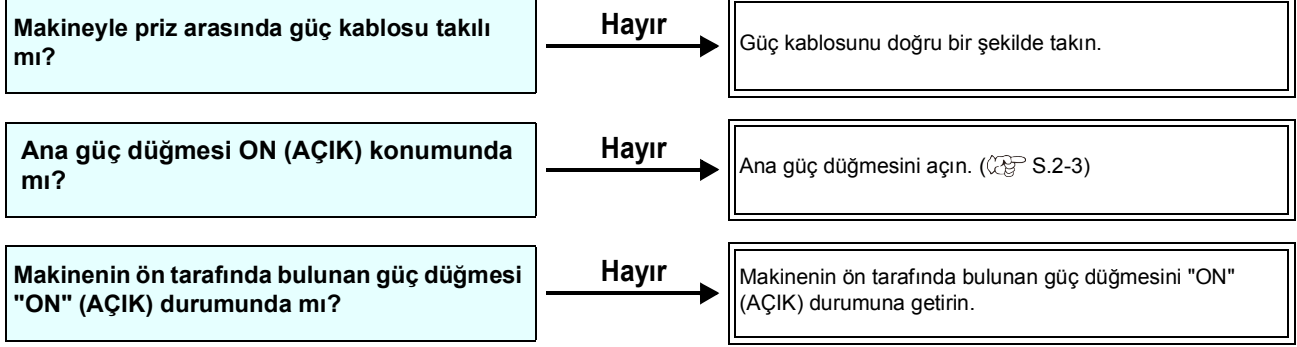 Makineyle priz arasında güç kablosu takılı
mı?
Hayır
Güç kablosunu doğru bir şekilde takın.
Ana güç düğmesi ON (AÇIK) konumunda
mı?
Hayır
Ana güç düğmesini açın. ( S.2-3)
Makinenin ön tarafında bulunan güç düğmesi
"ON" (AÇIK) durumunda mı?
Hayır
Makinenin ön tarafında bulunan güç düğmesini "ON"
(AÇIK) durumuna getirin.